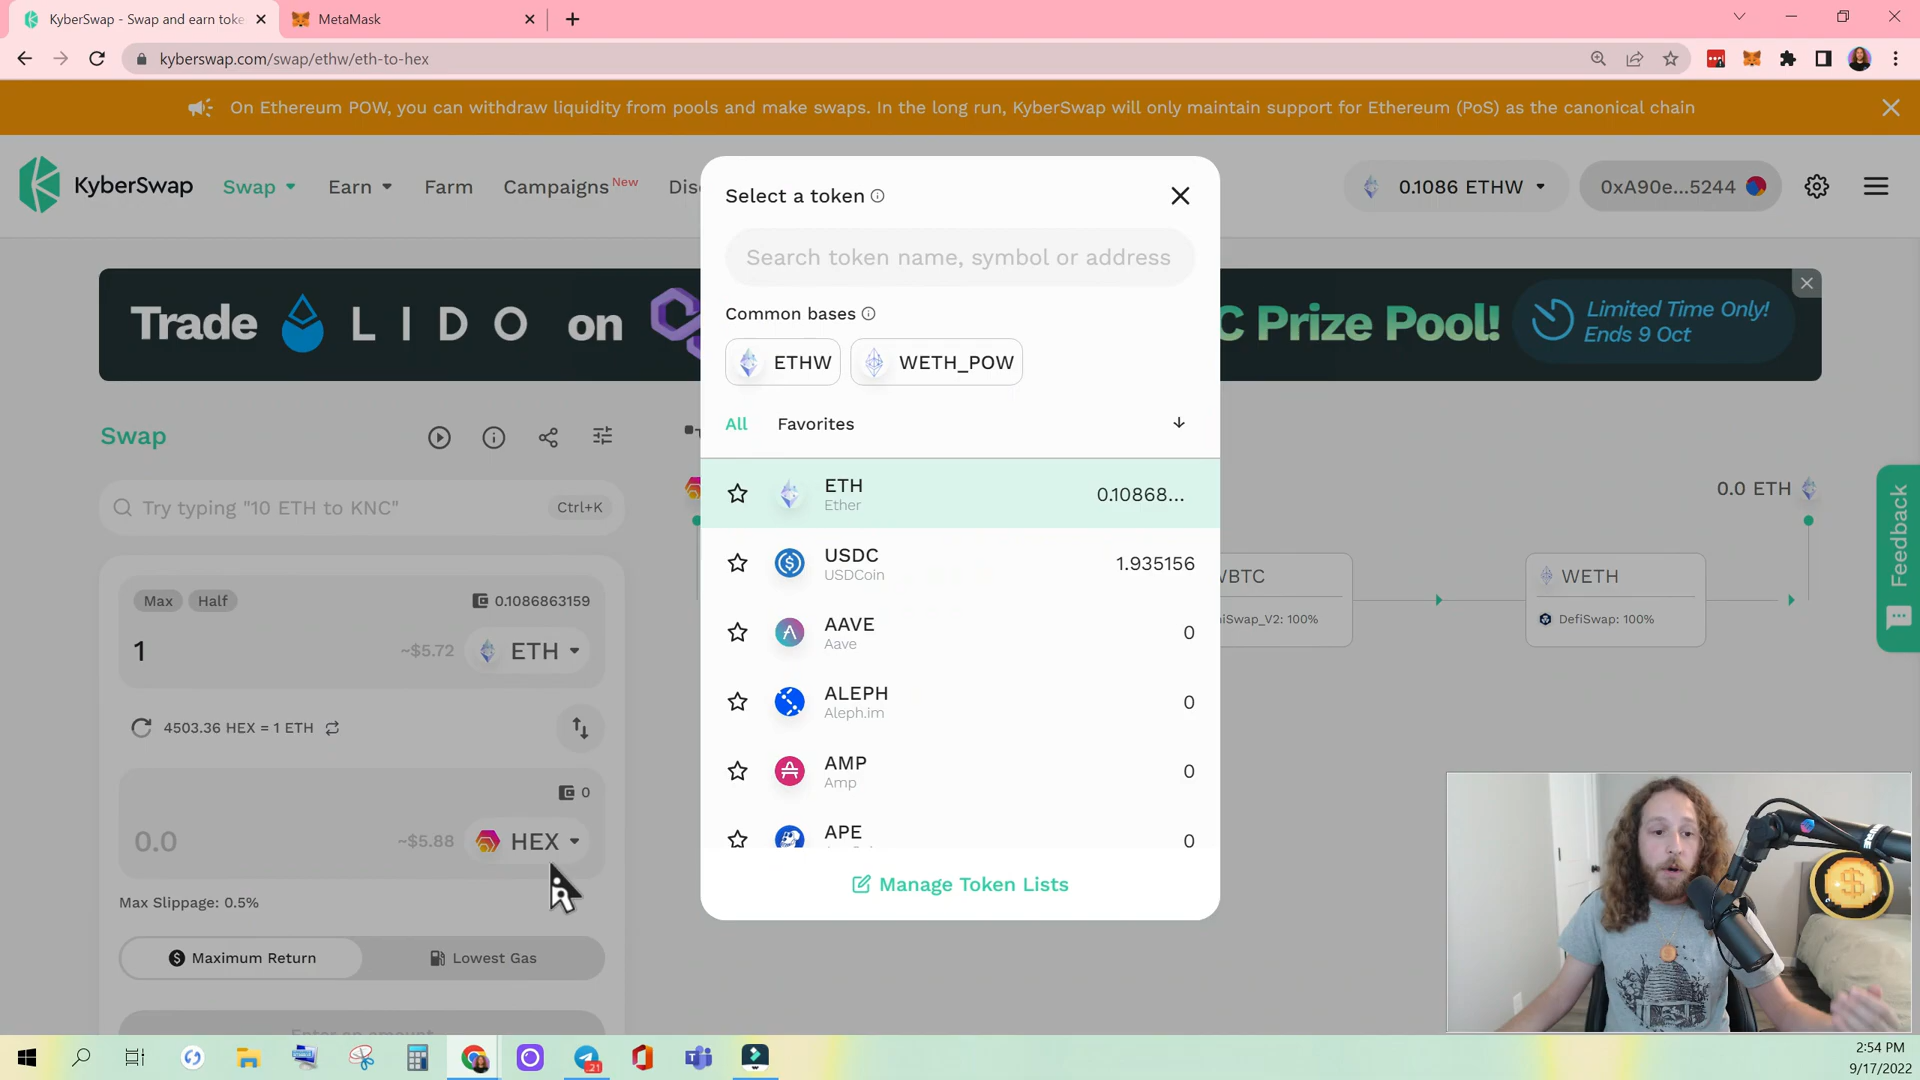 KyberSwap - Swap and earn toke
MetaMask
kyberswap.com/swap/ethw/eth-to-hex
On Ethereum POW, you can withdraw liquidity from pools and make swaps. In the long run, KyberSwap will only maintain support for Ethereum (PoS) as the canonical chain
KyberSwap
Swap
Earn
Farm
Campaigns New
Dis
0.1086 ETHW
0xA90e...5244
Trade LIDO on
C Prize Pool!
Limited Time Only!
Ends 9 Oct
Select a token
Search token name, symbol or address
Common bases
ETHW
WETH_POW
All
Favorites
ETH
Ether
0.10868...
USDC
USDCoin
1.935156
AAVE
Aave
0
ALEPH
Aleph.im
0
AMP
Amp
0
APE
0
Manage Token Lists
Swap
Try typing "10 ETH to KNC"
Ctrl+K
Max
Half
0.1086863159
1
~$5.72
ETH
4503.36 HEX = 1 ETH
0
0.0
~$5.88
HEX
Max Slippage: 0.5%
Maximum Return
Lowest Gas
0.0 ETH
WBTC
iSwap_V2: 100%
WETH
DefiSwap: 100%
Feedback
21
2:54 PM
9/17/2022